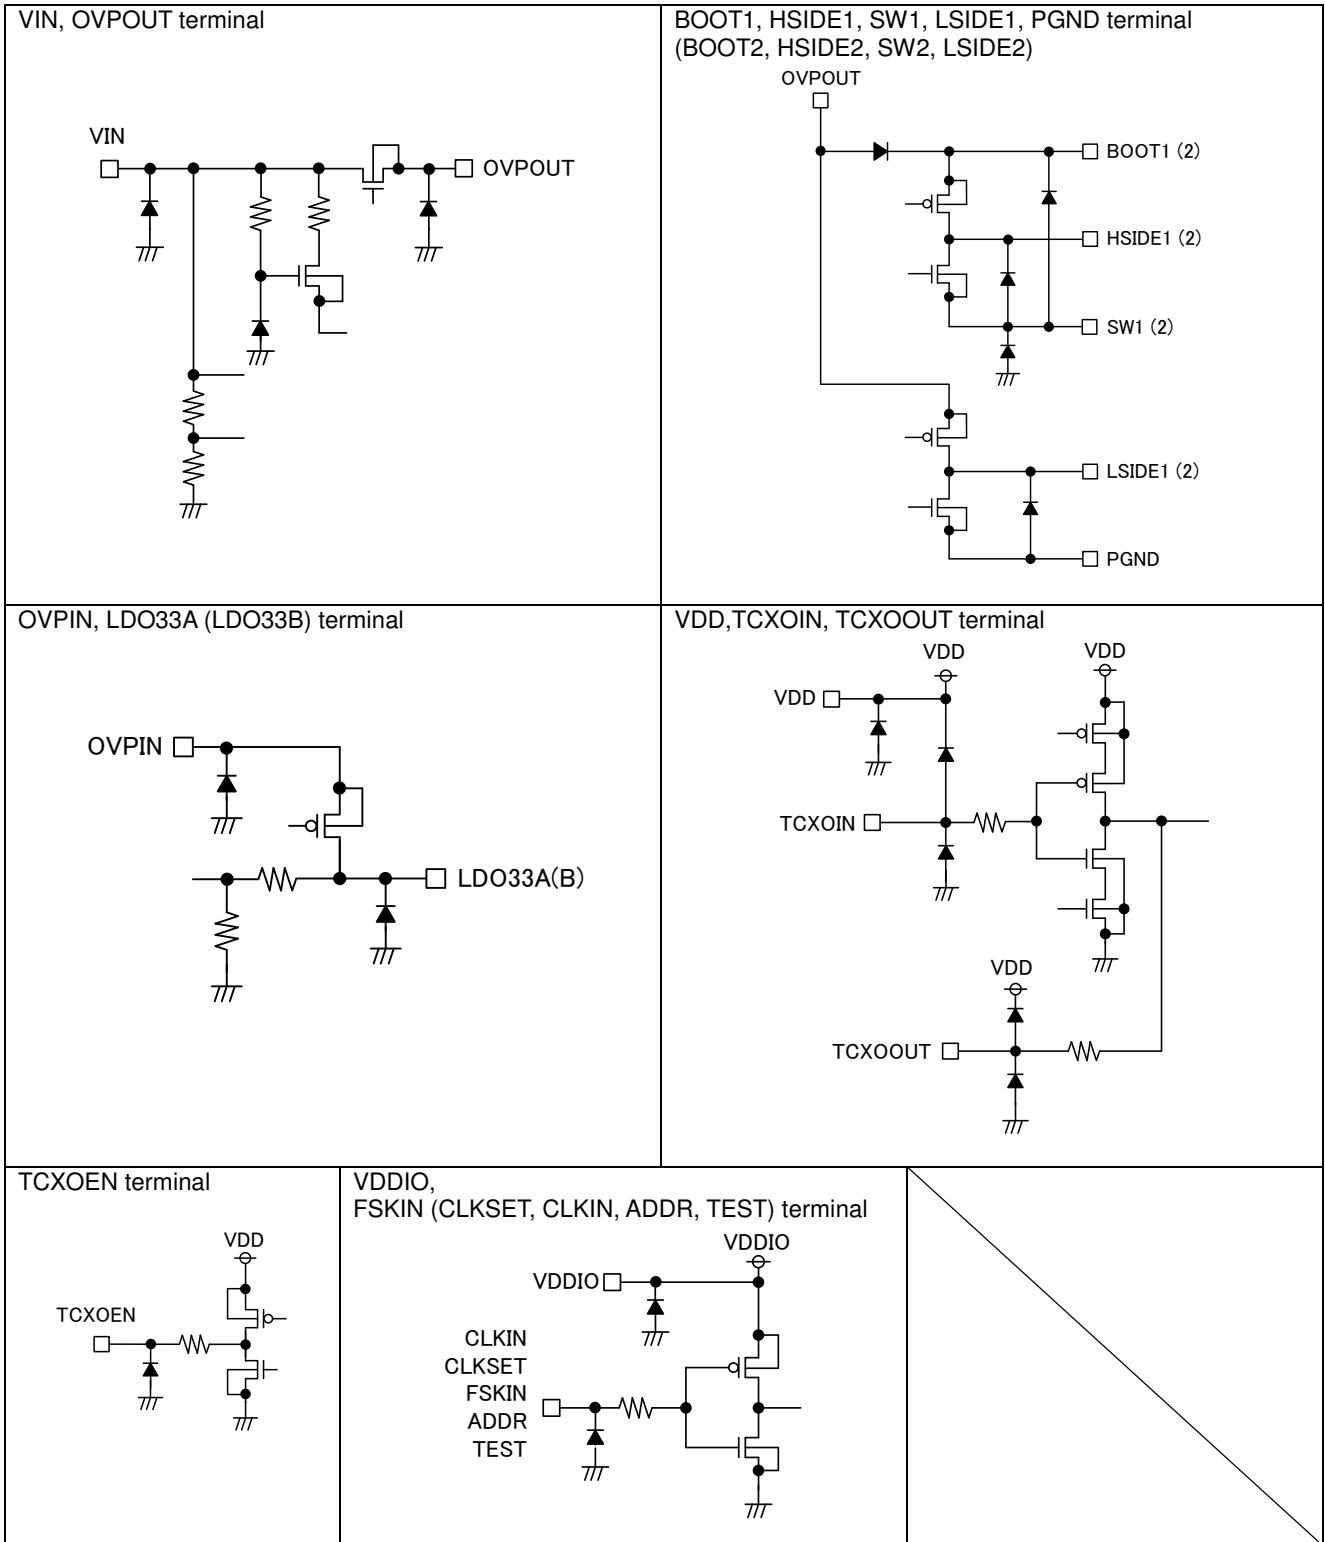 VIN, OVPOUT terminal
VIN
OVPOUT
BOOT1, HSIDE1, SW1, LSIDE1, PGND terminal
(BOOT2, HSIDE2, SW2, LSIDE2)
OVPOUT
BOOT1 (2)
HSIDE1 (2)
SW1 (2)
LSIDE1 (2)
PGND
OVPIN, LDO33A (LDO33B) terminal
OVPIN
LDO33A(B)
VDD,TCXOIN, TCXOOUT terminal
VDD
VDD
VDD
TCXOIN
VDD
TCXOOUT
TCXOEN terminal
VDD
TCXOEN
VDDIO,
FSKIN (CLKSET, CLKIN, ADDR, TEST) terminal
VDDIO
VDDIO
CLKIN
CLKSET
FSKIN
ADDR
TEST